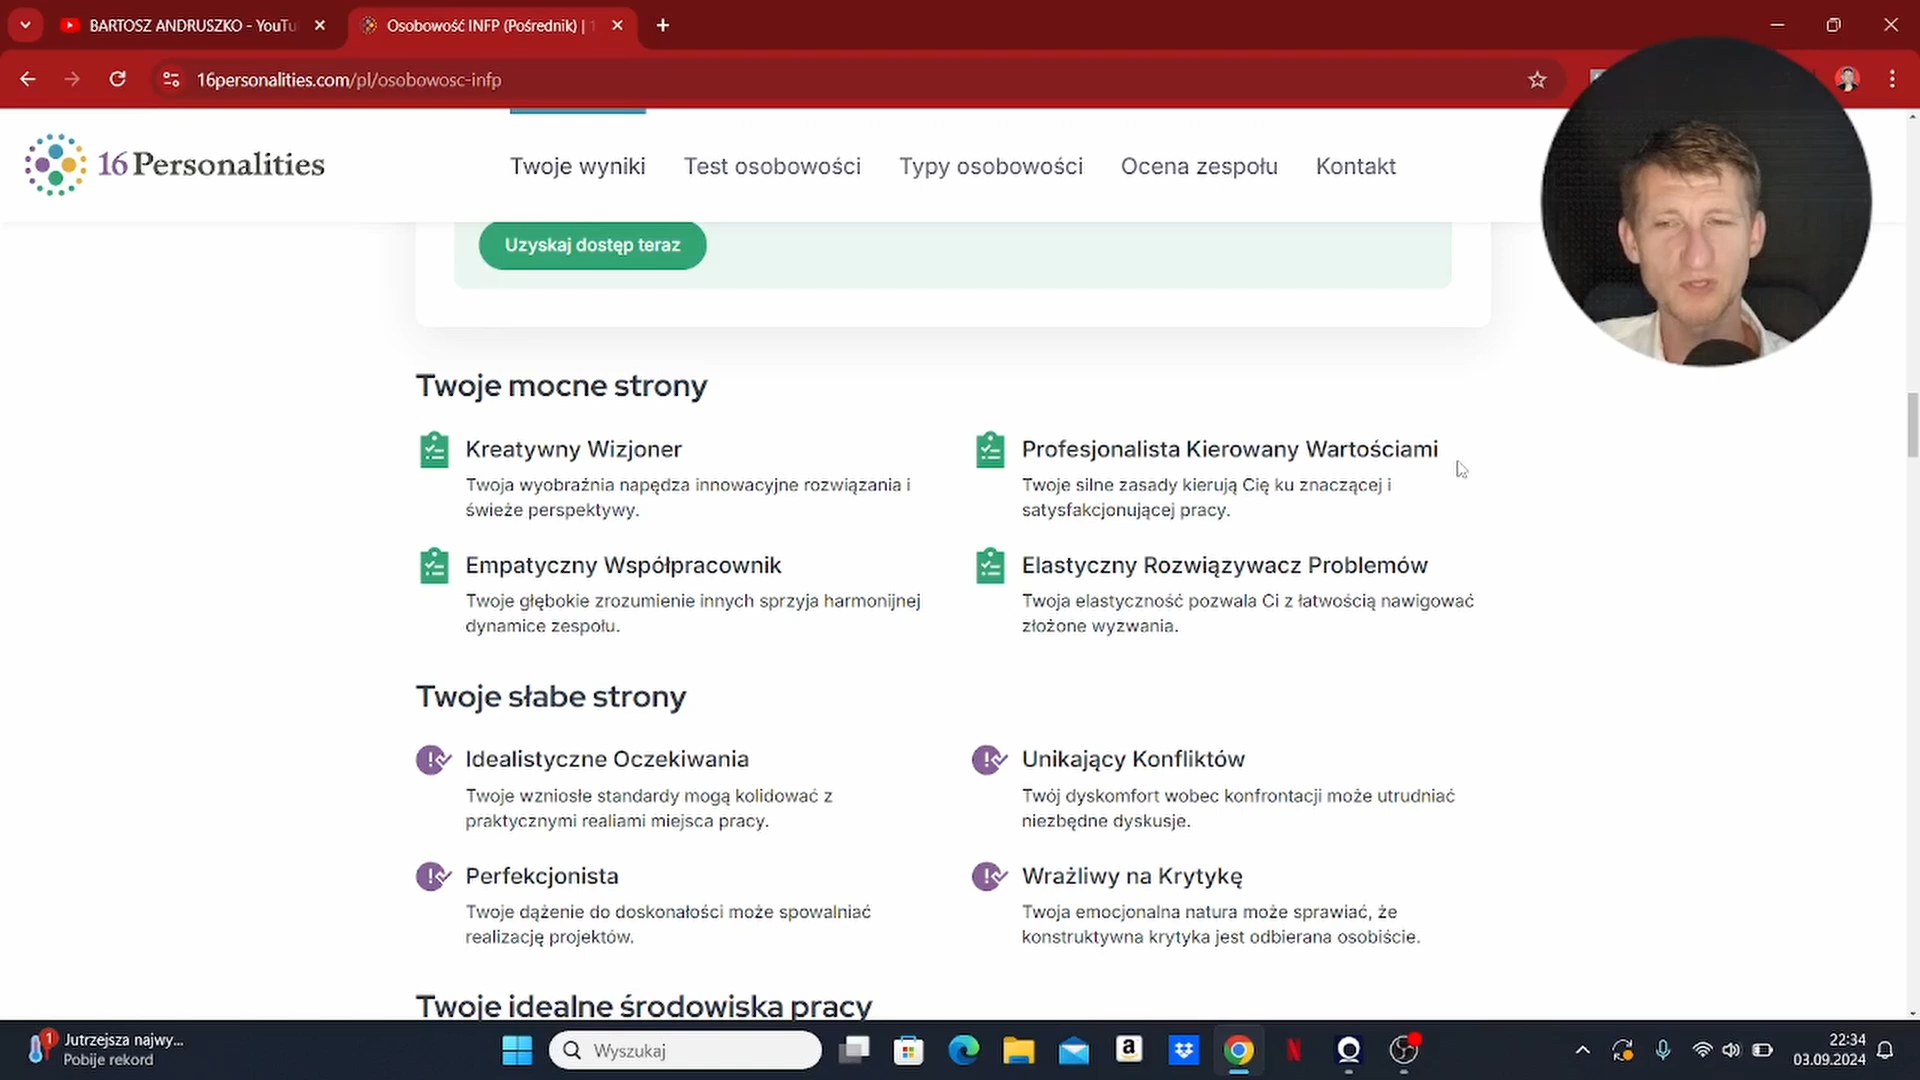 BARTOSZ ANDRUSZKO - YouTu
Osobowość INFP (Pośrednik) | 1
16personalities.com/pl/osobowosc-infp
16Personalities
Twoje wyniki
Test osobowości
Typy osobowości
Ocena zespołu
Kontakt
Uzyskaj dostęp teraz
Twoje mocne strony
Kreatywny Wizjoner
Twoja wyobraźnia napędza innowacyjne rozwiązania i
świeże perspektywy.
Profesjonalista Kierowany Wartościami
Twoje silne zasady kierują Cię ku znaczącej i
satysfakcjonującej pracy.
Empatyczny Współpracownik
Twoje głębokie zrozumienie innych sprzyja harmonijnej
dynamice zespołu.
Elastyczny Rozwiązywacz Problemów
Twoja elastyczność pozwala Ci z łatwością nawigować
złożone wyzwania.
Twoje słabe strony
Idealistyczne Oczekiwania
Twoje wzniosłe standardy mogą kolidować z
praktycznymi realiami miejsca pracy.
Unikający Konfliktów
Twój dyskomfort wobec konfrontacji może utrudniać
niezbędne dyskusje.
Perfekcjonista
Twoje dążenie do doskonałości może spowalniać
realizację projektów.
Wrażliwy na Krytykę
Twoja emocjonalna natura może sprawiać, że
konstruktywna krytyka jest odbierana osobiście.
Twoje idealne środowiska pracy
1
Jutrzejsza najwy...
Pobije rekord
Wyszukaj
22:34
03.09.2024